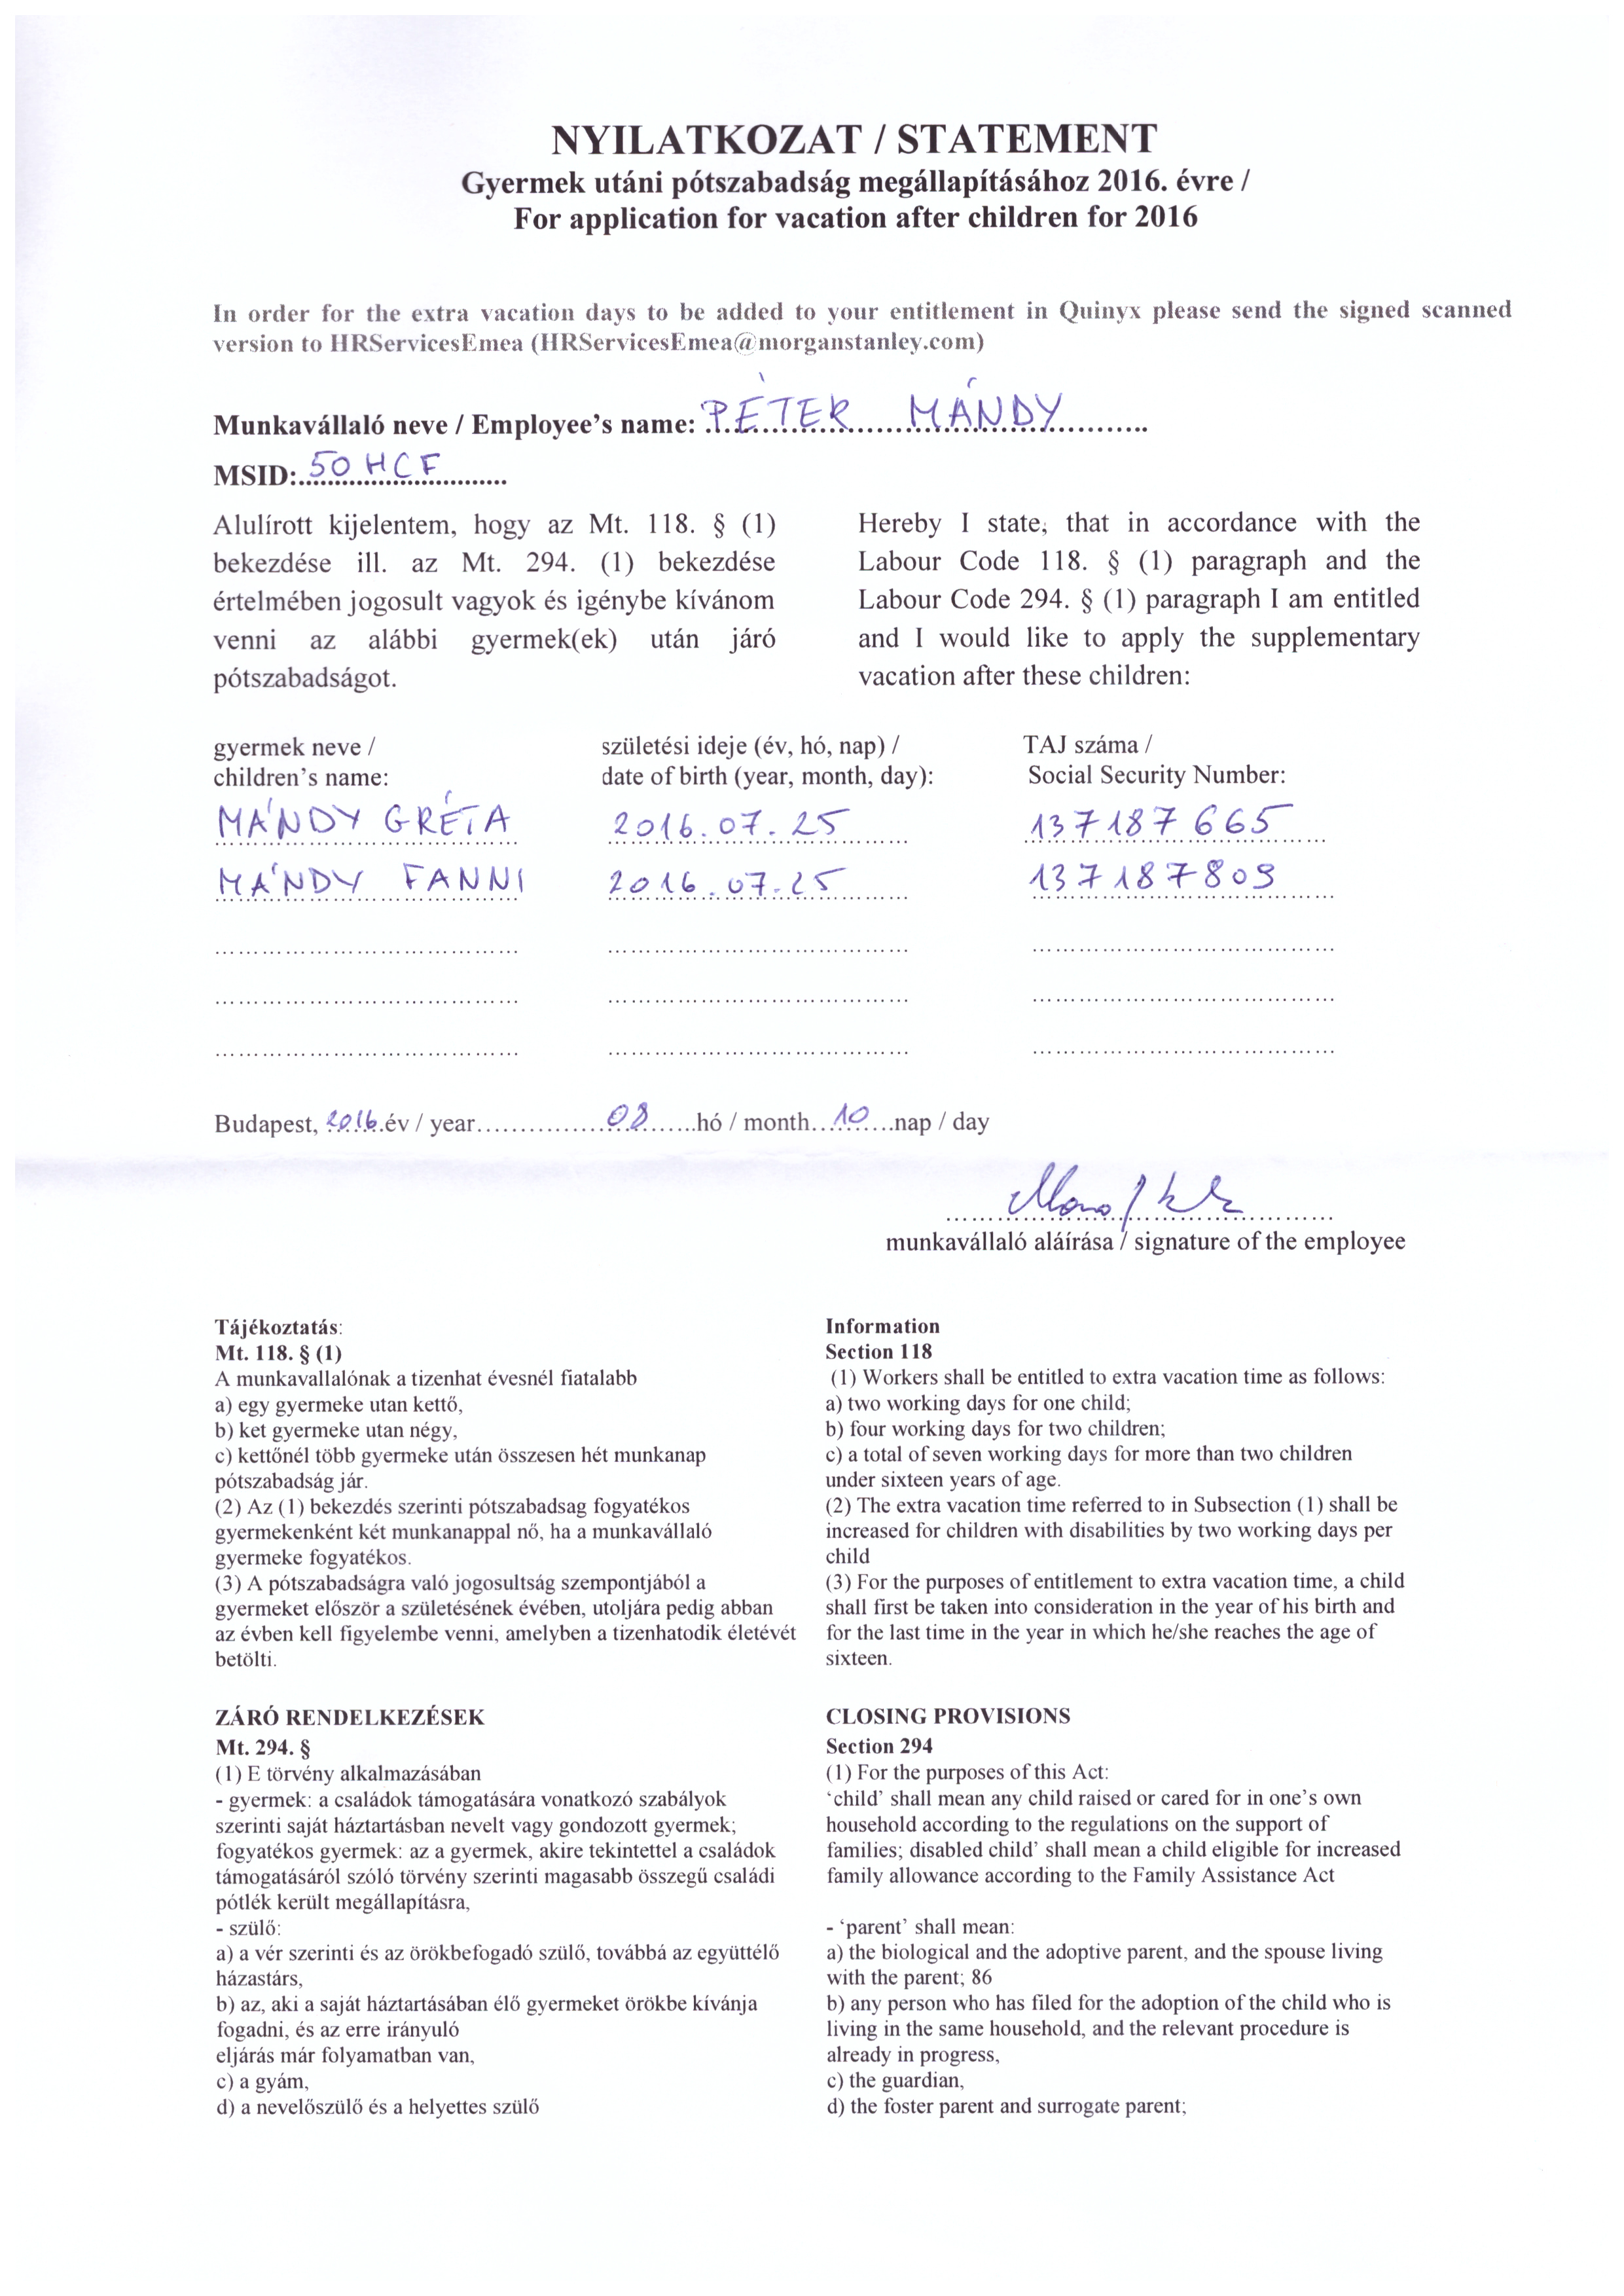 NYILATKOZAT / STATEMENT
Gyermek utáni pótszabadság megállapításához 2016. évre /
For application for vacation after children for 2016
In order for the extra vacation days to be added to your entitlement in Quinyx please send the signed scanned
version to HRServicesEmea (HRServicesEmea@morganstanley.com)
Munkavállaló neve / Employee's name: PÉTER MÁNDY
MSID: 50HCF
Alulírott kijelentem, hogy az Mt. 118. § (1)
bekezdése ill. az Mt. 294. (1) bekezdése
értelmében jogosult vagyok és igénybe kívánom
venni az alábbi gyermek(ek) után járó
pótszabadságot.
Hereby I state, that in accordance with the
Labour Code 118. § (1) paragraph and the
Labour Code 294. § (1) paragraph I am entitled
and I would like to apply the supplementary
vacation after these children:
gyermek neve /
children's name:
születési ideje (év, hó, nap) /
date of birth (year, month, day):
TAJ száma /
Social Security Number:
MÁNDY GRÉTA 2016.07.25 137187665
MÁNDY FANNI 2016.07.25 137187809
Budapest, 2016 év / year 08 hó / month 10 nap / day
munkavállaló aláírása / signature of the employee
Tájékoztatás:
Mt. 118. § (1)
A munkavallalónak a tizenhat évesnél fiatalabb
a) egy gyermeke utan kettő,
b) ket gyermeke utan négy,
c) kettőnél több gyermeke után összesen hét munkanap
pótszabadság jár.
(2) Az (1) bekezdés szerinti pótszabadsag fogyatékos
gyermekenként két munkanappal nő, ha a munkavállaló
gyermeke fogyatékos.
(3) A pótszabadságra való jogosultság szempontjából a
gyermeket először a születésének évében, utoljára pedig abban
az évben kell figyelembe venni, amelyben a tizenhatodik életévét
betölti.
Information
Section 118
(1) Workers shall be entitled to extra vacation time as follows:
a) two working days for one child;
b) four working days for two children;
c) a total of seven working days for more than two children
under sixteen years of age.
(2) The extra vacation time referred to in Subsection (1) shall be
increased for children with disabilities by two working days per
child
(3) For the purposes of entitlement to extra vacation time, a child
shall first be taken into consideration in the year of his birth and
for the last time in the year in which he/she reaches the age of
sixteen.
ZÁRÓ RENDELKEZÉSEK
Mt. 294. §
(1) E törvény alkalmazásában
- gyermek: a családok támogatására vonatkozó szabályok
szerinti saját háztartásban nevelt vagy gondozott gyermek;
fogyatékos gyermek: az a gyermek, akire tekintettel a családok
támogatásáról szóló törvény szerinti magasabb összegű családi
pótlék került megállapításra,
- szülő:
a) a vér szerinti és az örökbefogadó szülő, továbbá az együttélő
házastárs,
b) az, aki a saját háztartásában élő gyermeket örökbe kívánja
fogadni, és az erre irányuló
eljárás már folyamatban van,
c) a gyám,
d) a nevelőszülő és a helyettes szülő
CLOSING PROVISIONS
Section 294
(1) For the purposes of this Act:
'child' shall mean any child raised or cared for in one's own
household according to the regulations on the support of
families; disabled child' shall mean a child eligible for increased
family allowance according to the Family Assistance Act
- 'parent' shall mean:
a) the biological and the adoptive parent, and the spouse living
with the parent; 86
b) any person who has filed for the adoption of the child who is
living in the same household, and the relevant procedure is
already in progress,
c) the guardian,
d) the foster parent and surrogate parent;